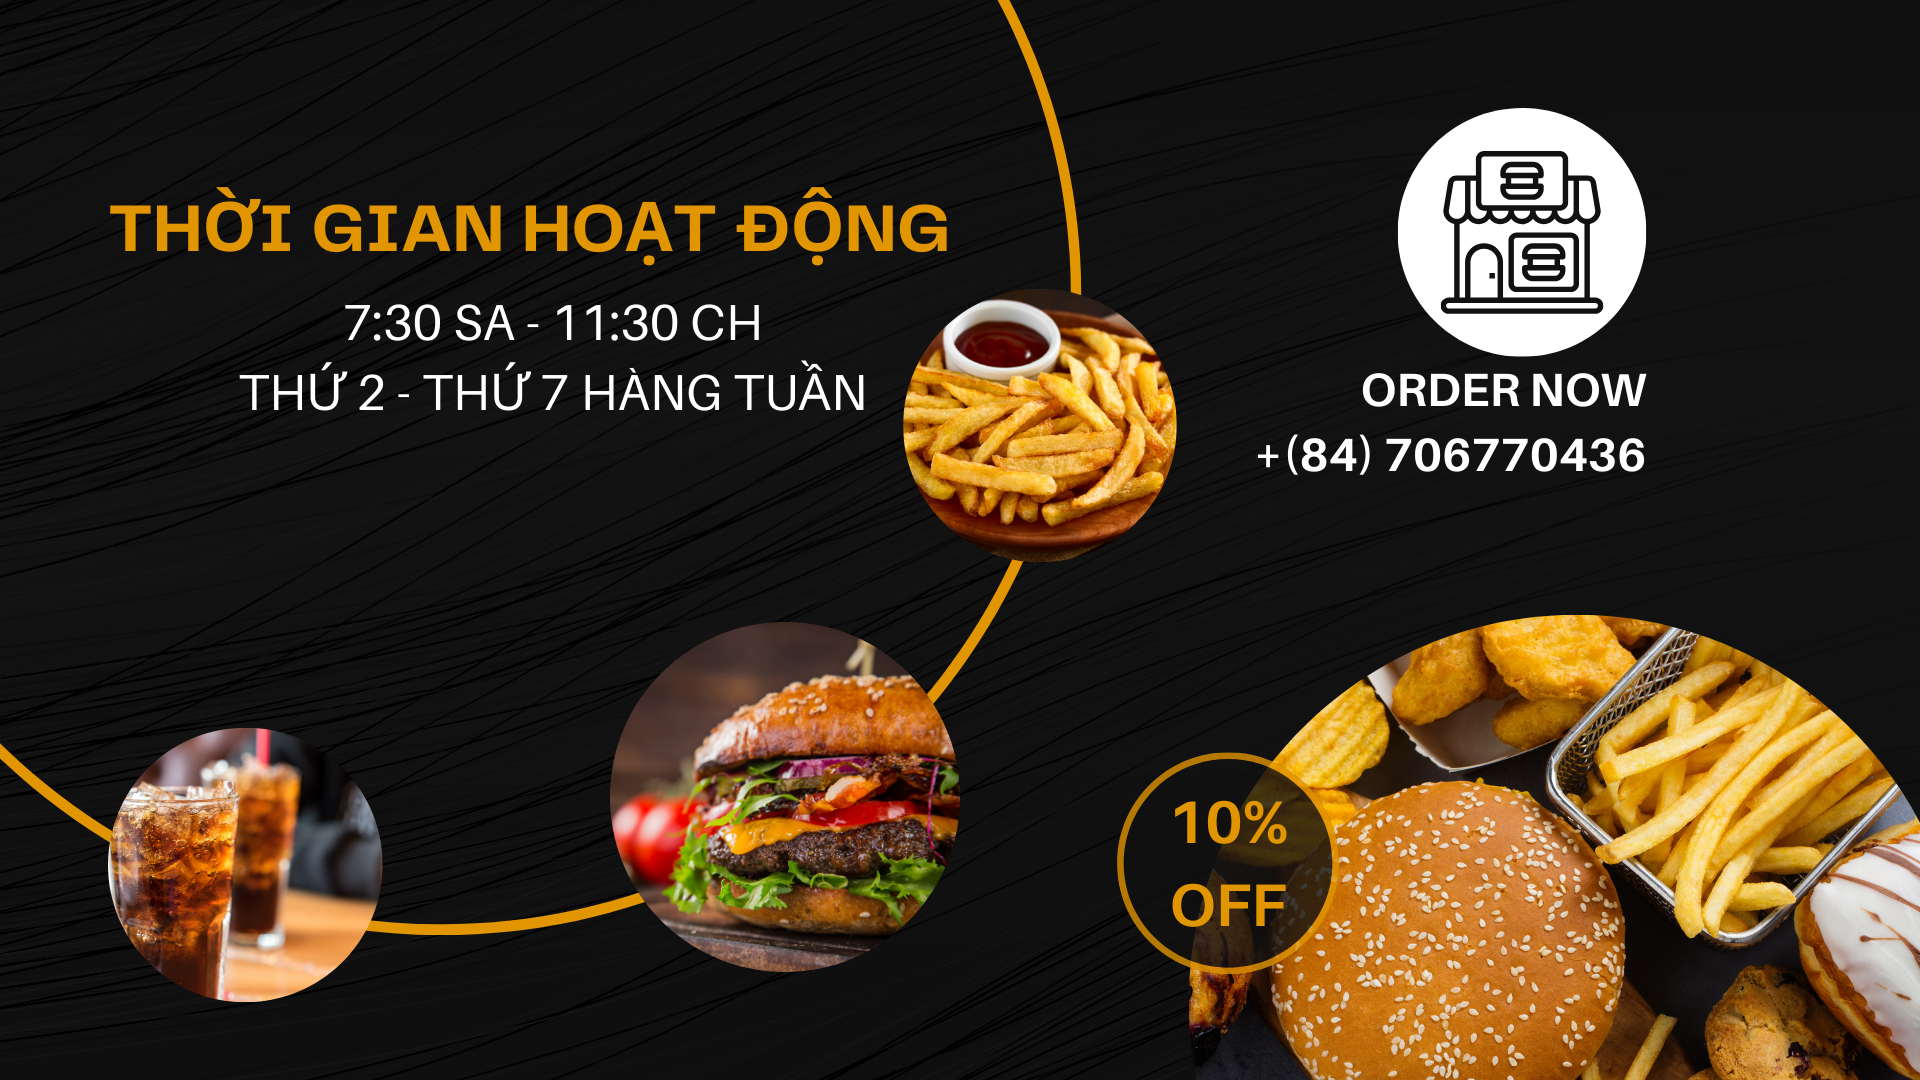 THỜI GIAN HOẠT ĐỘNG
7:30 SA - 11:30 CH
THỨ 2 - THỨ 7 HÀNG TUẦN
ORDER NOW
+(84) 706770436
10%
OFF